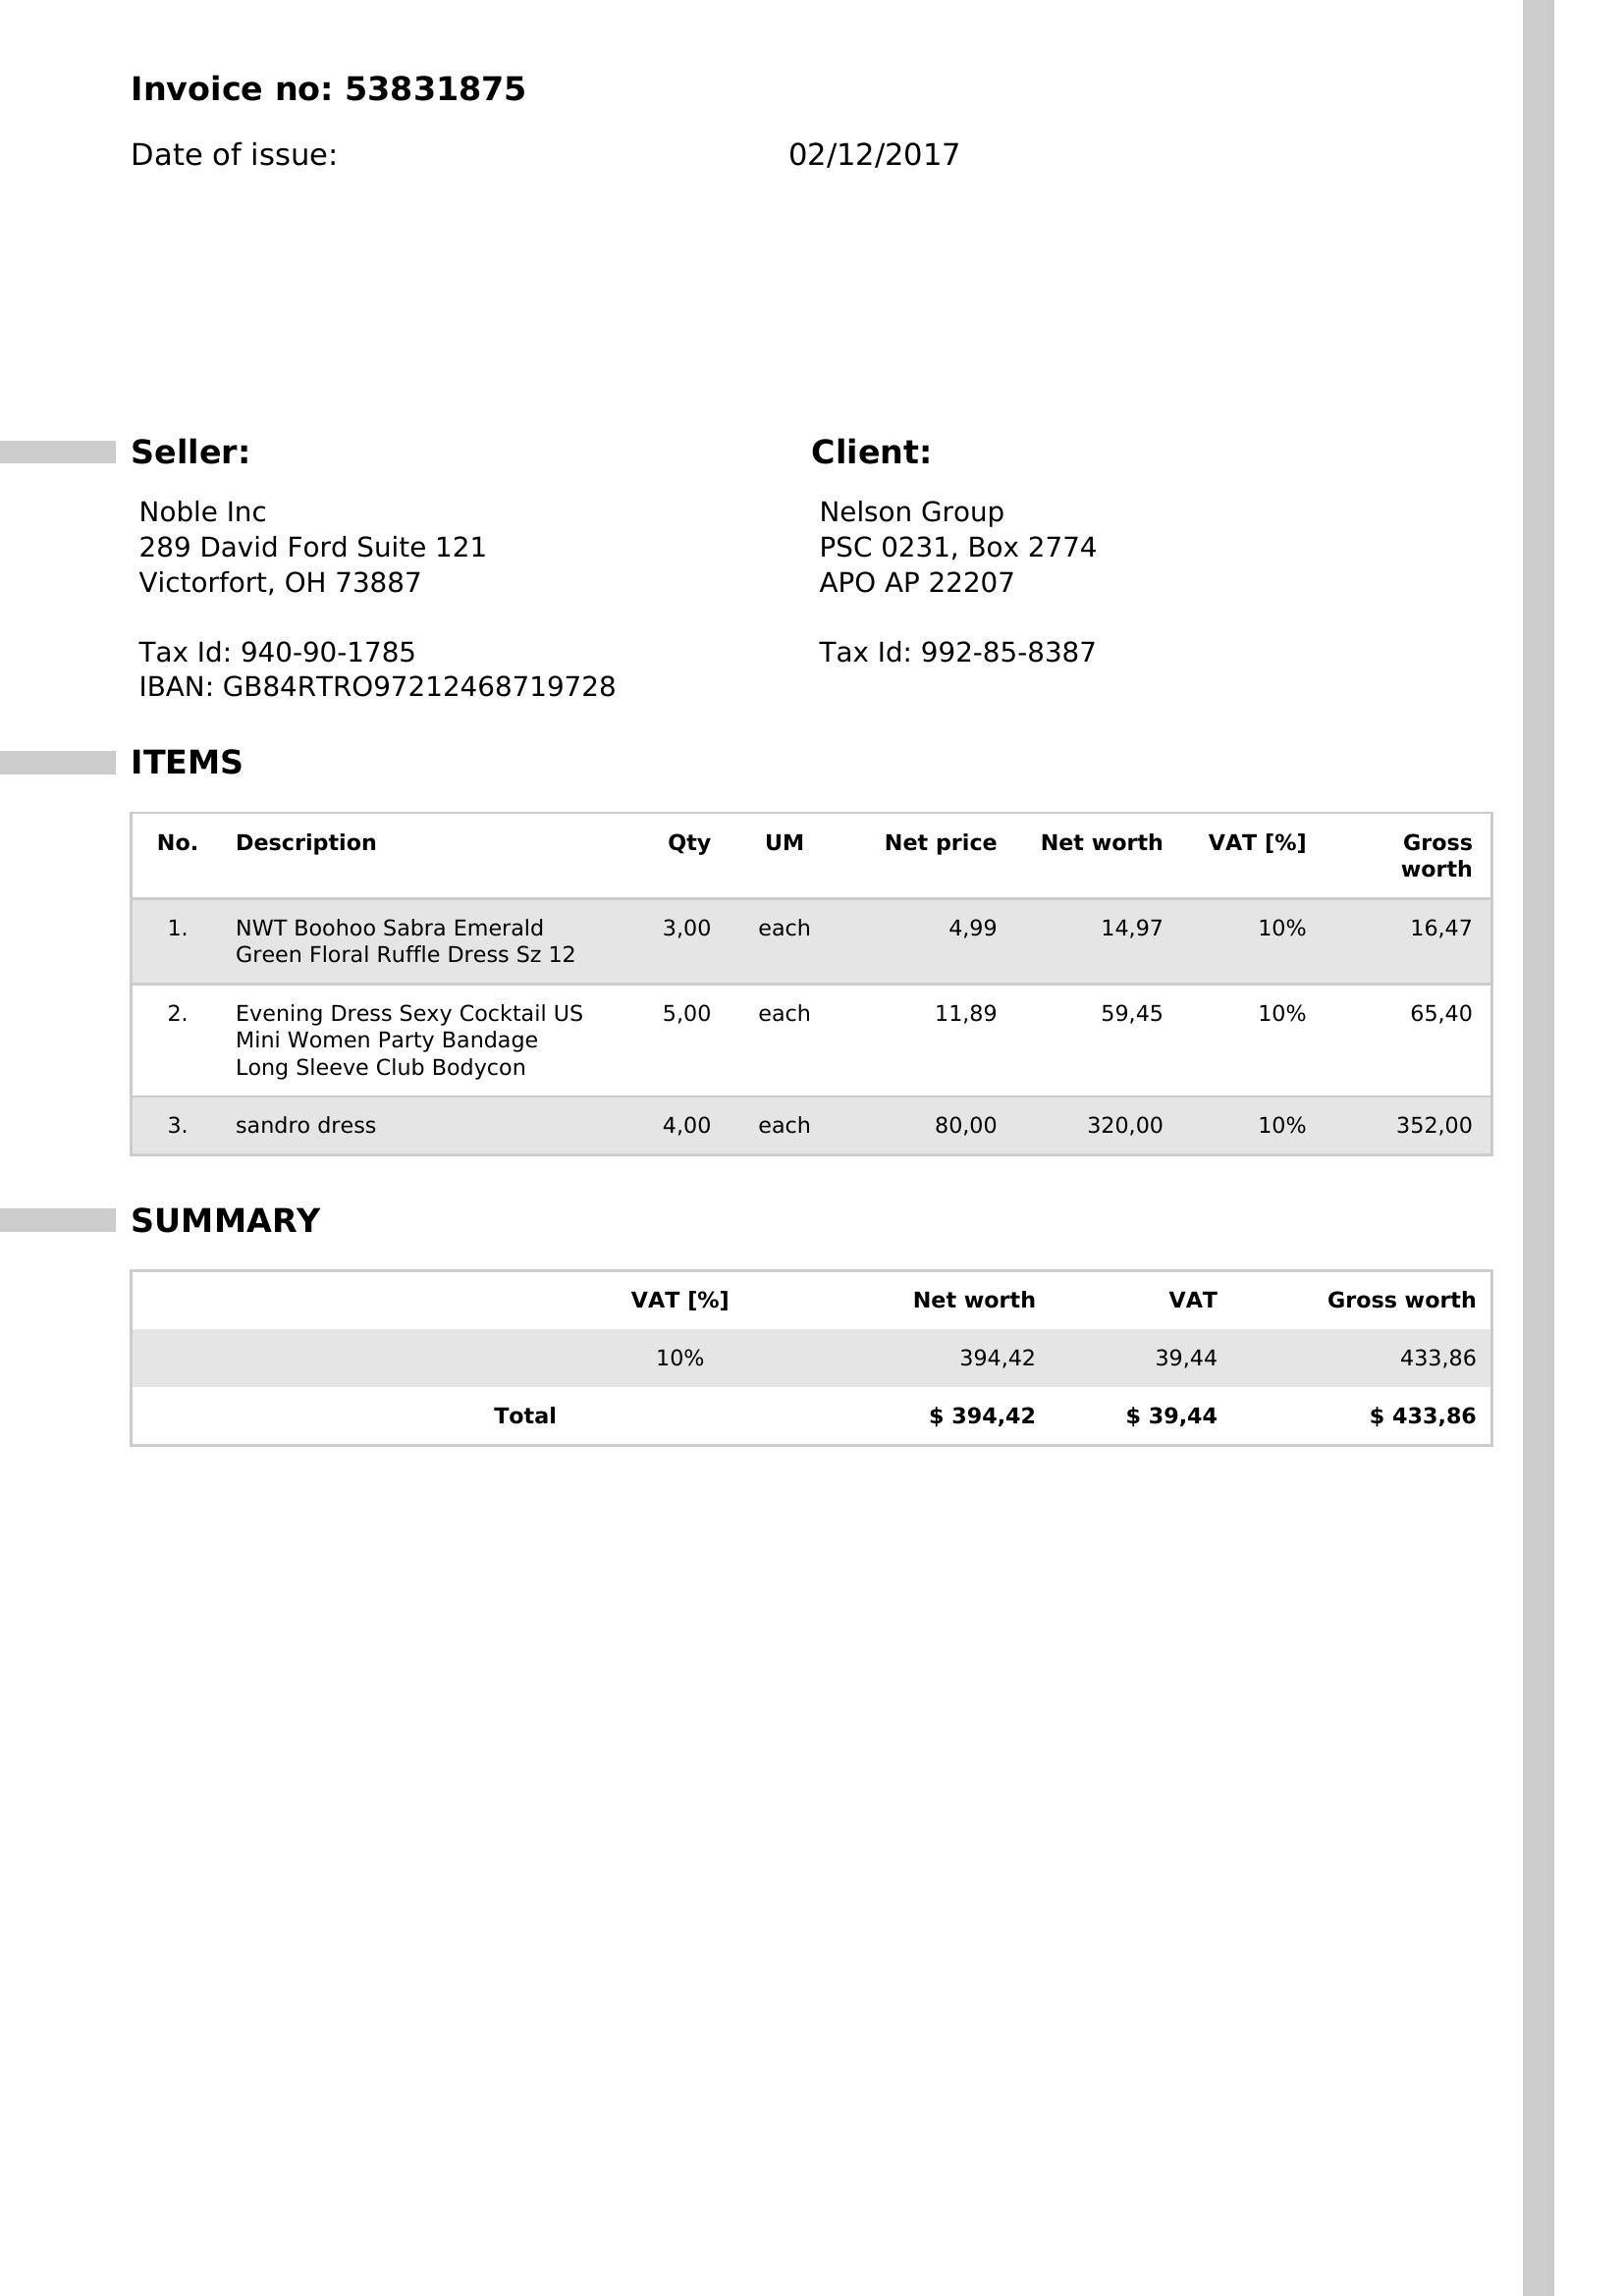 Invoice no: 53831875
Date of issue: 02/12/2017
Seller:
Noble Inc
289 David Ford Suite 121
Victorfort, OH 73887
Tax Id: 940-90-1785
IBAN: GB84RTRO97212468719728
Client:
Nelson Group
PSC 0231, Box 2774
APO AP 22207
Tax Id: 992-85-8387
ITEMS
No. Description Qty UM Net price Net worth VAT [%] Gross
worth
1. NWT Boohoo Sabra Emerald 3,00 each 4,99 14,97 10% 16,47
Green Floral Ruffle Dress Sz 12
2. Evening Dress Sexy Cocktail US 5,00 each 11,89 59,45 10% 65,40
Mini Women Party Bandage
Long Sleeve Club Bodycon
3. sandro dress 4,00 each 80,00 320,00 10% 352,00
SUMMARY
VAT [%] Net worth VAT Gross worth
10% 394,42 39,44 433,86
Total $ 394,42 $ 39,44 $ 433,86